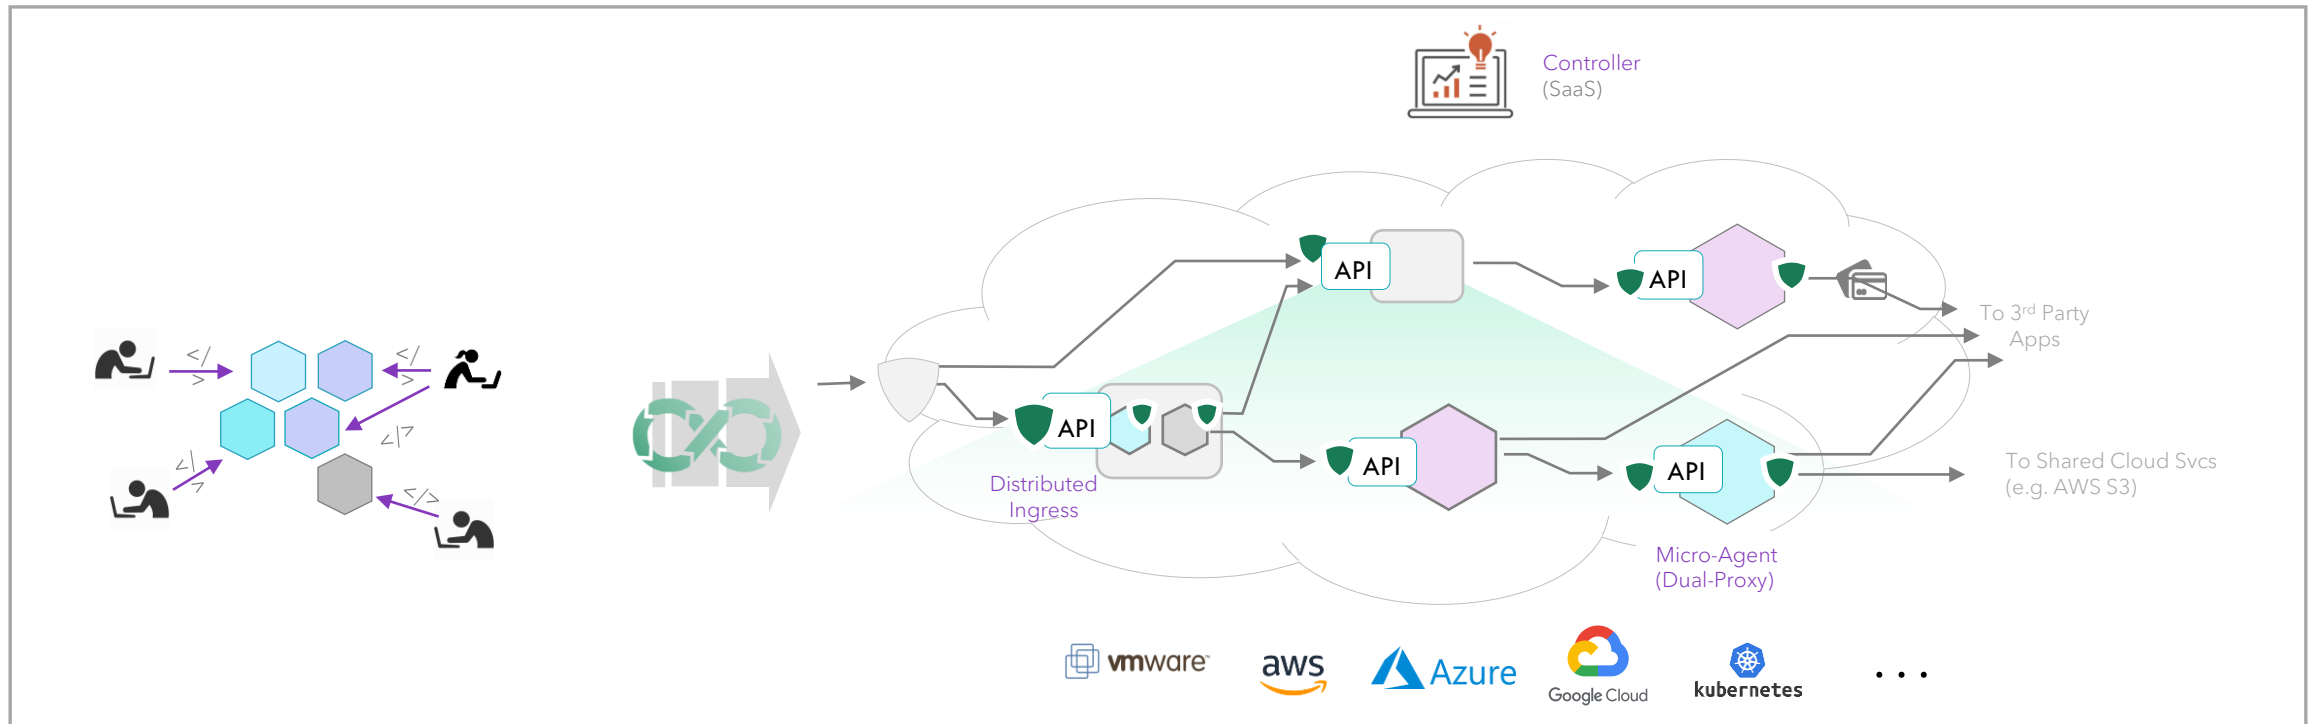 Controller
(SaaS)
API
API
To 3rd Party
Apps
</
>
</
>
<|>
<|
>
</>
API
API
API
Distributed
Ingress
To Shared Cloud Svcs
(e.g. AWS S3)
Micro-Agent
(Dual-Proxy)
vmware™
aws
Azure
Google Cloud
kubernetes
...